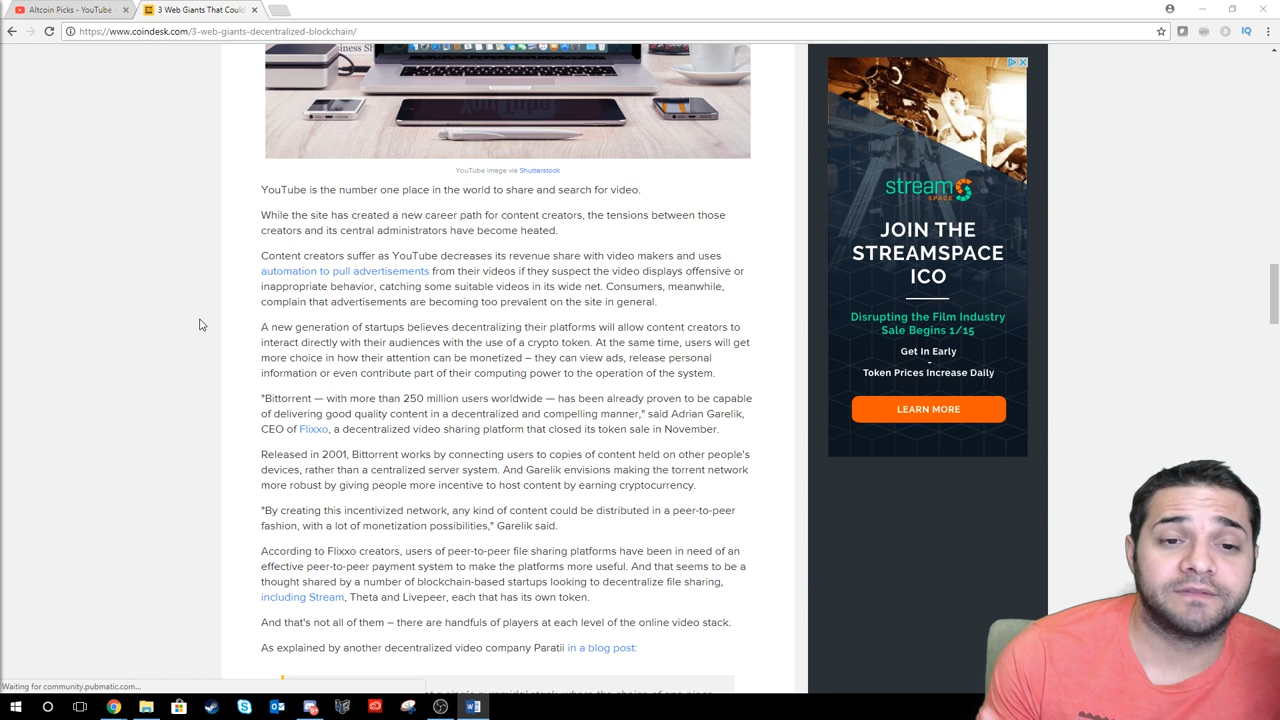 Altcoin Picks - YouTube
3 Web Giants That Could
https://www.coindesk.com/3-web-giants-decentralized-blockchain/
IQ
siness Sh
YouTube image via Shutterstock
YouTube is the number one place in the world to share and search for video.
While the site has created a new career path for content creators, the tensions between those
creators and its central administrators have become heated.
Content creators suffer as YouTube decreases its revenue share with video makers and uses
automation to pull advertisements from their videos if they suspect the video displays offensive or
inappropriate behavior, catching some suitable videos in its wide net. Consumers, meanwhile,
complain that advertisements are becoming too prevalent on the site in general.
A new generation of startups believes decentralizing their platforms will allow content creators to
interact directly with their audiences with the use of a crypto token. At the same time, users will get
more choice in how their attention can be monetized – they can view ads, release personal
information or even contribute part of their computing power to the operation of the system.
"Bittorrent — with more than 250 million users worldwide — has been already proven to be capable
of delivering good quality content in a decentralized and compelling manner," said Adrian Garelik,
CEO of Flixxo, a decentralized video sharing platform that closed its token sale in November.
Released in 2001, Bittorrent works by connecting users to copies of content held on other people's
devices, rather than a centralized server system. And Garelik envisions making the torrent network
more robust by giving people more incentive to host content by earning cryptocurrency.
"By creating this incentivized network, any kind of content could be distributed in a peer-to-peer
fashion, with a lot of monetization possibilities," Garelik said.
According to Flixxo creators, users of peer-to-peer file sharing platforms have been in need of an
effective peer-to-peer payment system to make the platforms more useful. And that seems to be a
thought shared by a number of blockchain-based startups looking to decentralize file sharing,
including Stream, Theta and Livepeer, each that has its own token.
And that's not all of them – there are handfuls of players at each level of the online video stack.
As explained by another decentralized video company Paratii in a blog post:
stream
SPACE
JOIN THE
STREAMSPACE
ICO
Disrupting the Film Industry
Sale Begins 1/15
Get In Early
-
Token Prices Increase Daily
LEARN MORE
Waiting for community.pubmatic.com...